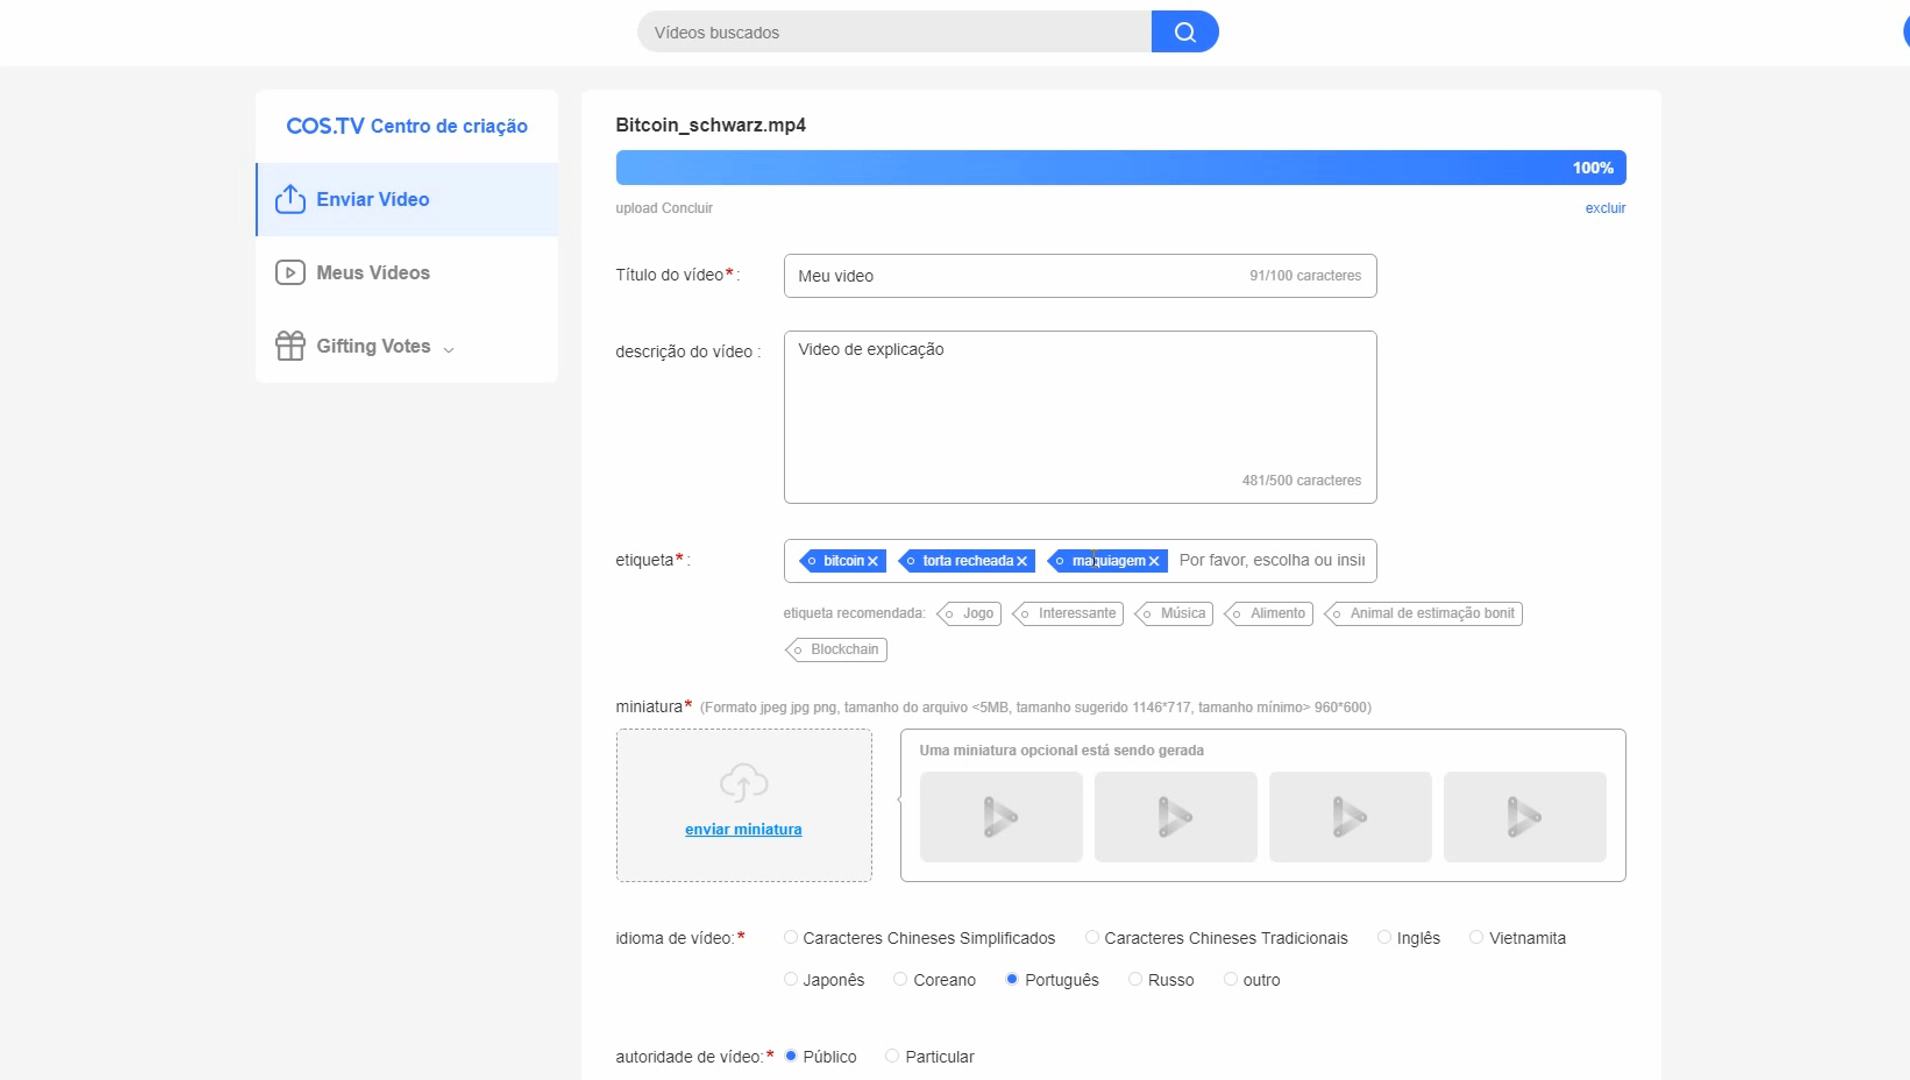 Vídeos buscados
COS.TV Centro de criação
Enviar Vídeo
Meus Vídeos
Gifting Votes
Bitcoin_schwarz.mp4
100%
upload Concluir
excluir
Título do vídeo*:
Meu video
91/100 caracteres
descrição do vídeo :
Video de explicação
481/500 caracteres
etiqueta*:
bitcoin
torta recheada
maquiagem
Por favor, escolha ou insir
etiqueta recomendada:
Jogo
Interessante
Música
Alimento
Animal de estimação bonit
Blockchain
miniatura* (Formato jpeg jpg png, tamanho do arquivo <5MB, tamanho sugerido 1146*717, tamanho mínimo> 960*600)
enviar miniatura
Uma miniatura opcional está sendo gerada
idioma de vídeo:*
Caracteres Chineses Simplificados
Caracteres Chineses Tradicionais
Inglês
Vietnamita
Japonês
Coreano
Português
Russo
outro
autoridade de vídeo:*
Público
Particular